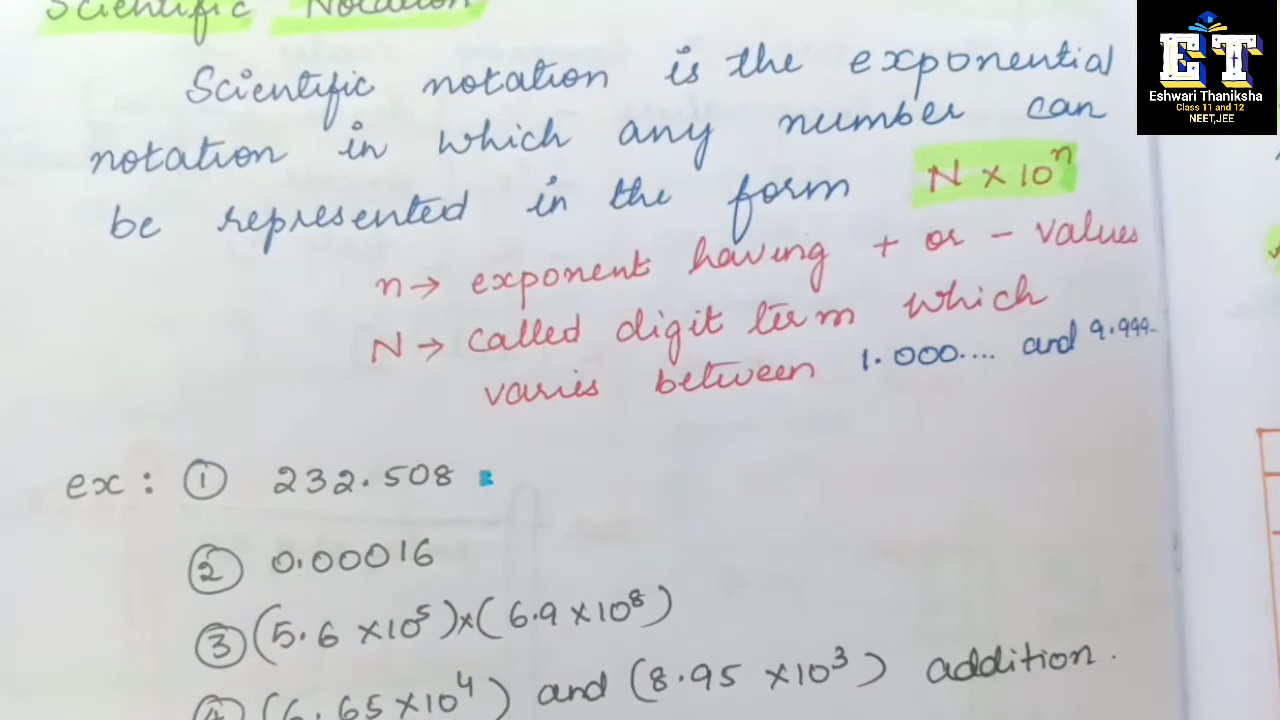 Scientific Notation
Scientific notation is the exponential
notation in which any number can
be represented in the form N × 10ⁿ
n → exponent having + or - values
N → called digit term which
varies between 1.000.... and 9.999-
ex: ① 232.508
② 0.00016
③ (5.6 × 10⁵) × (6.9 × 10⁸)
④ (6.65 × 10⁴) and (8.95 × 10³) addition.
ET
Eshwari Thaniksha
Class 11 and 12
NEET,JEE